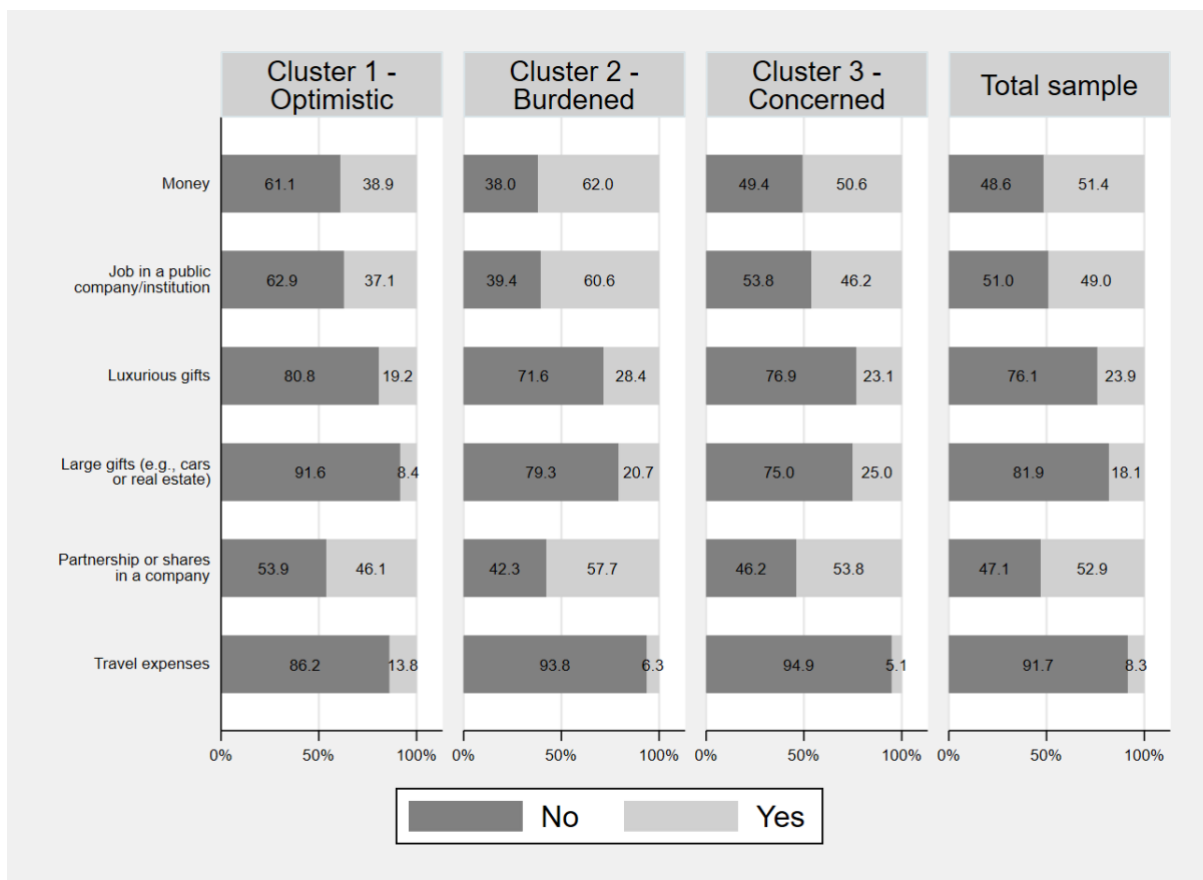 Cluster 1 -
Optimistic
Cluster 2 -
Burdened
Cluster 3 -
Concerned
Total sample
Money
61.1 38.9 38.0 62.0 49.4 50.6 48.6 51.4
Job in a public
company/institution
62.9 37.1 39.4 60.6 53.8 46.2 51.0 49.0
Luxurious gifts
80.8 19.2 71.6 28.4 76.9 23.1 76.1 23.9
Large gifts (e.g., cars
or real estate)
91.6 8.4 79.3 20.7 75.0 25.0 81.9 18.1
Partnership or shares
in a company
53.9 46.1 42.3 57.7 46.2 53.8 47.1 52.9
Travel expenses
86.2 13.8 93.8 6.3 94.9 5.1 91.7 8.3
0% 50% 100% 0% 50% 100% 0% 50% 100% 0% 50% 100%
No Yes